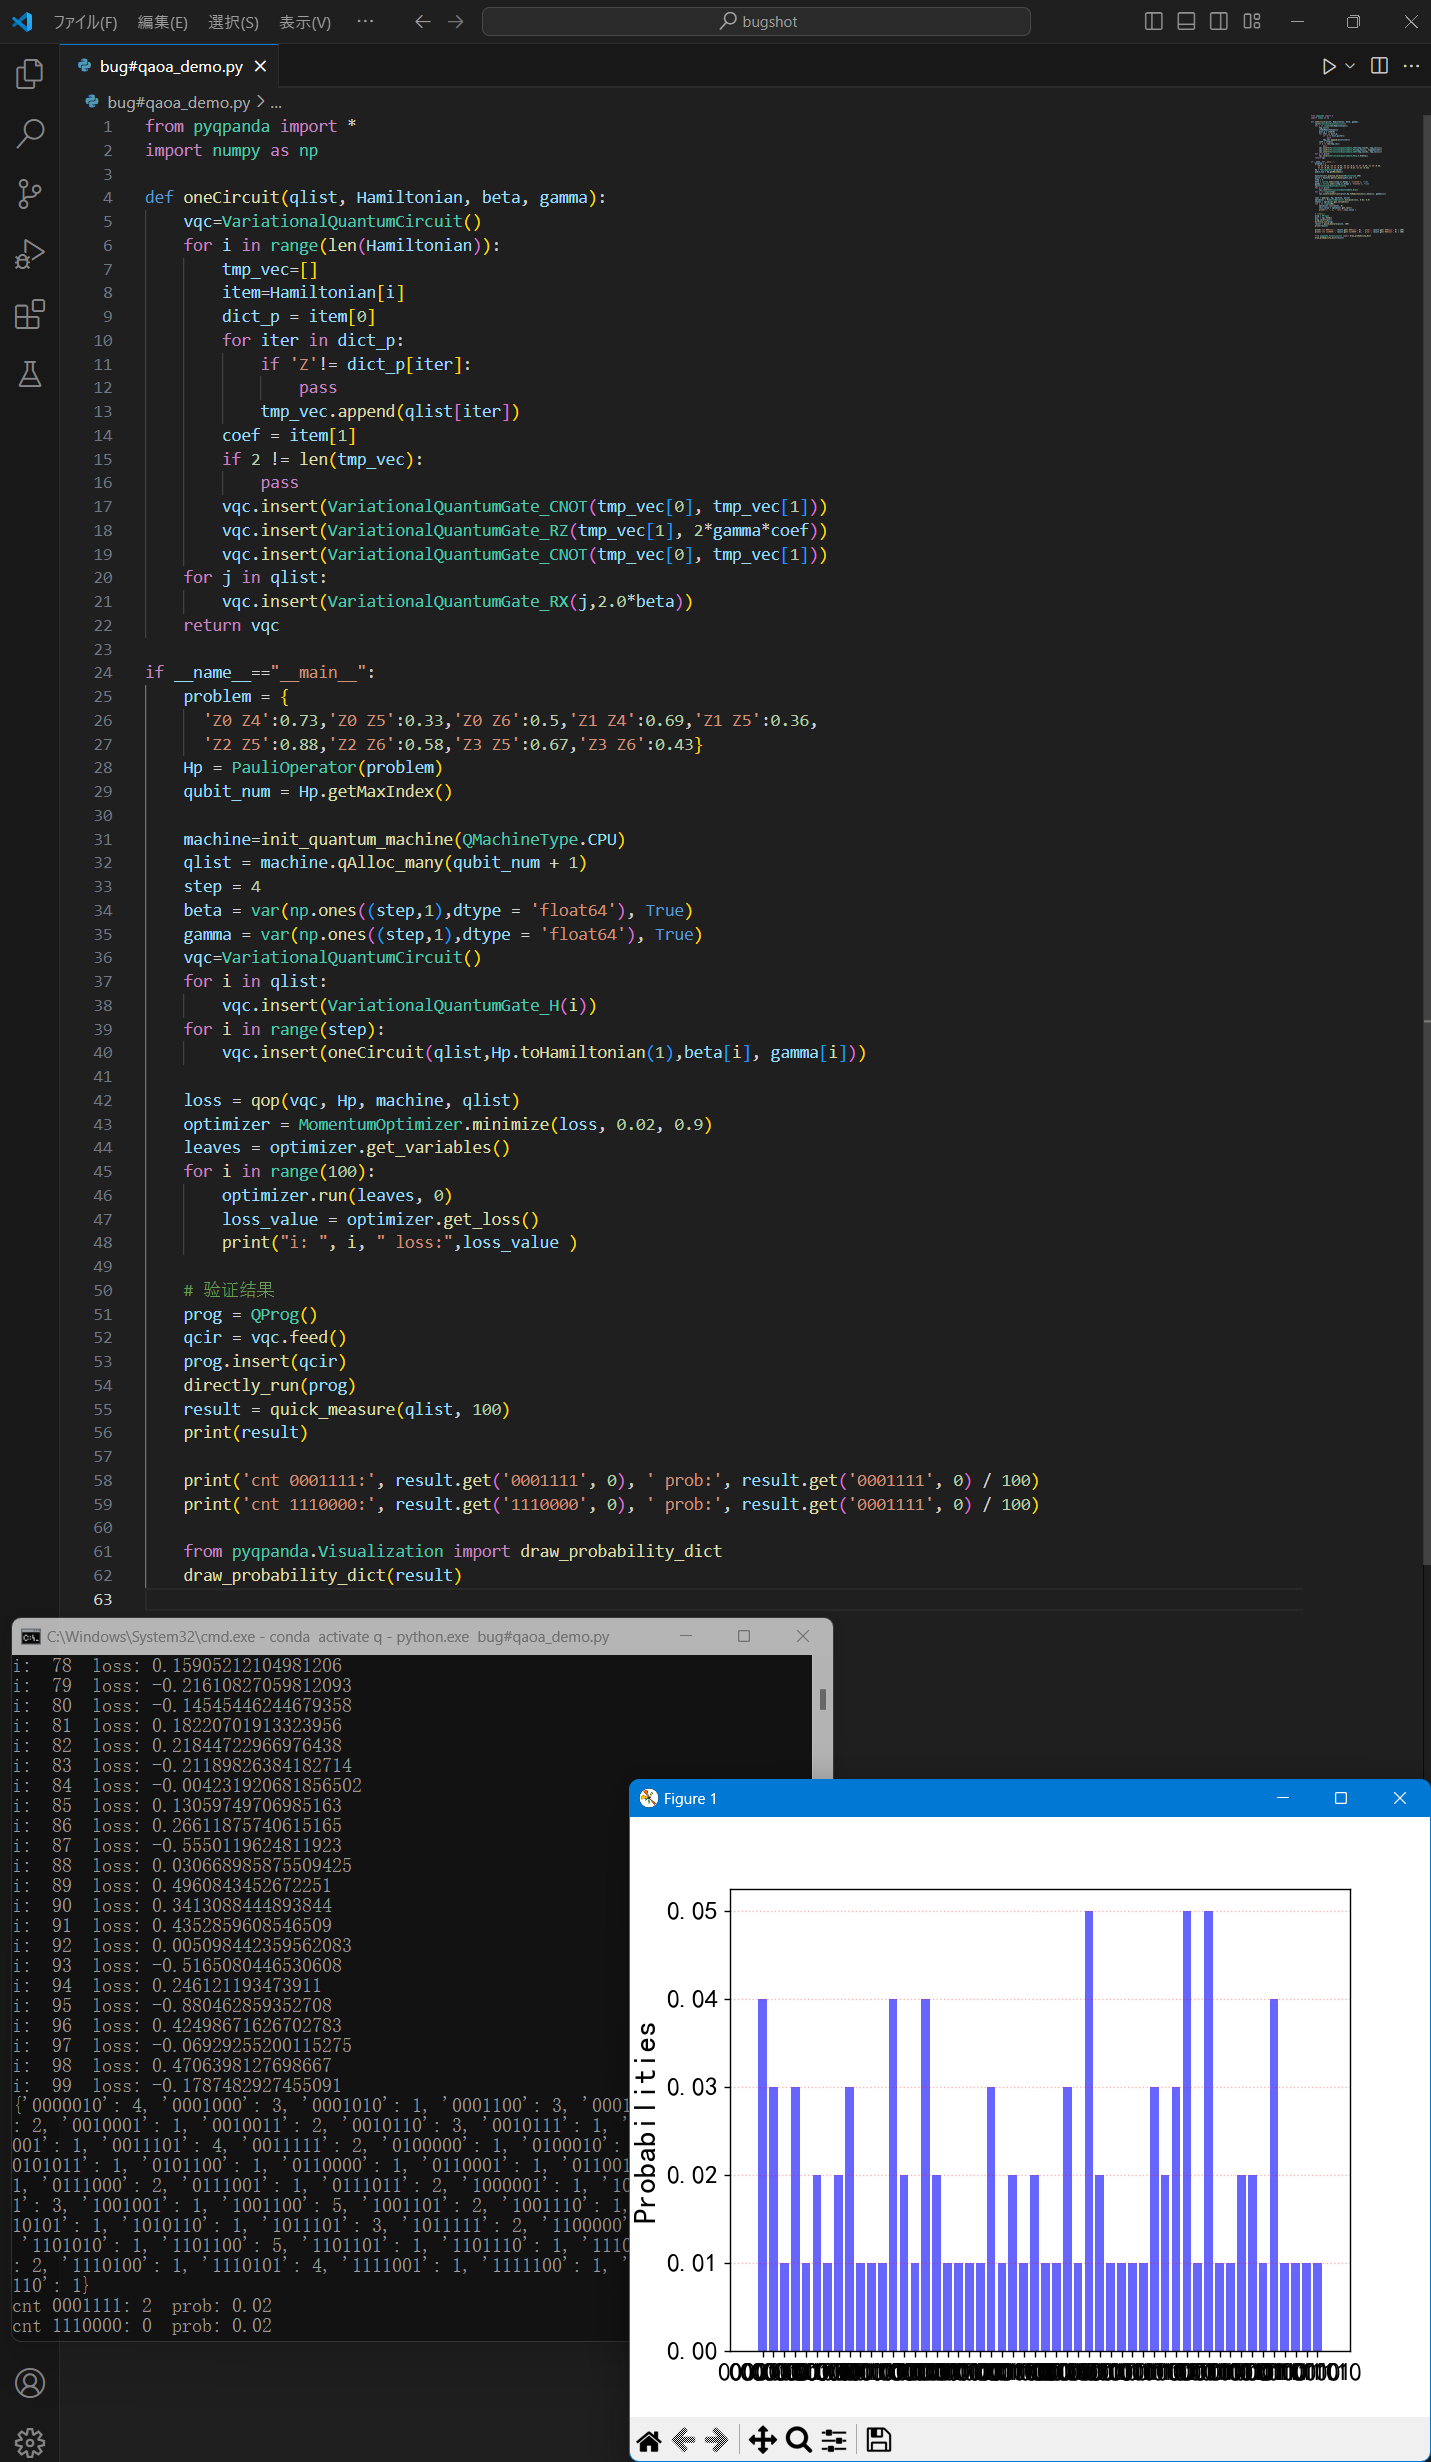 ファイル(F) 編集(E) 選択(S) 表示(V) ··· bugshot
bug#qaoa_demo.py
bug#qaoa_demo.py > ...
1 from pyqpanda import *
2 import numpy as np
3
4 def oneCircuit(qlist, Hamiltonian, beta, gamma):
5 vqc=VariationalQuantumCircuit()
6 for i in range(len(Hamiltonian)):
7 tmp_vec=[]
8 item=Hamiltonian[i]
9 dict_p = item[0]
10 for iter in dict_p:
11 if 'Z'!= dict_p[iter]:
12 pass
13 tmp_vec.append(qlist[iter])
14 coef = item[1]
15 if 2 != len(tmp_vec):
16 pass
17 vqc.insert(VariationalQuantumGate_CNOT(tmp_vec[0], tmp_vec[1]))
18 vqc.insert(VariationalQuantumGate_RZ(tmp_vec[1], 2*gamma*coef))
19 vqc.insert(VariationalQuantumGate_CNOT(tmp_vec[0], tmp_vec[1]))
20 for j in qlist:
21 vqc.insert(VariationalQuantumGate_RX(j,2.0*beta))
22 return vqc
23
24 if __name__=="__main__":
25 problem = {
26 'Z0 Z4':0.73,'Z0 Z5':0.33,'Z0 Z6':0.5,'Z1 Z4':0.69,'Z1 Z5':0.36,
27 'Z2 Z5':0.88,'Z2 Z6':0.58,'Z3 Z5':0.67,'Z3 Z6':0.43}
28 Hp = PauliOperator(problem)
29 qubit_num = Hp.getMaxIndex()
30
31 machine=init_quantum_machine(QMachineType.CPU)
32 qlist = machine.qAlloc_many(qubit_num + 1)
33 step = 4
34 beta = var(np.ones((step,1),dtype = 'float64'), True)
35 gamma = var(np.ones((step,1),dtype = 'float64'), True)
36 vqc=VariationalQuantumCircuit()
37 for i in qlist:
38 vqc.insert(VariationalQuantumGate_H(i))
39 for i in range(step):
40 vqc.insert(oneCircuit(qlist,Hp.toHamiltonian(1),beta[i], gamma[i]))
41
42 loss = qop(vqc, Hp, machine, qlist)
43 optimizer = MomentumOptimizer.minimize(loss, 0.02, 0.9)
44 leaves = optimizer.get_variables()
45 for i in range(100):
46 optimizer.run(leaves, 0)
47 loss_value = optimizer.get_loss()
48 print("i: ", i, " loss:",loss_value )
49
50 # 验证结果
51 prog = QProg()
52 qcir = vqc.feed()
53 prog.insert(qcir)
54 directly_run(prog)
55 result = quick_measure(qlist, 100)
56 print(result)
57
58 print('cnt 0001111:', result.get('0001111', 0), ' prob:', result.get('0001111', 0) / 100)
59 print('cnt 1110000:', result.get('1110000', 0), ' prob:', result.get('0001111', 0) / 100)
60
61 from pyqpanda.Visualization import draw_probability_dict
62 draw_probability_dict(result)
63
C:\Windows\System32\cmd.exe - conda activate q - python.exe bug#qaoa_demo.py
i: 78 loss: 0.15905212104981206
i: 79 loss: -0.21610827059812093
i: 80 loss: -0.14545446244679358
i: 81 loss: 0.18220701913323956
i: 82 loss: 0.21844722966976438
i: 83 loss: -0.21189826384182714
i: 84 loss: -0.004231920681856502
i: 85 loss: 0.13059749706985163
i: 86 loss: 0.26611875740615165
i: 87 loss: -0.5550119624811923
i: 88 loss: 0.030668985875509425
i: 89 loss: 0.4960843452672251
i: 90 loss: 0.3413088444893844
i: 91 loss: 0.4352859608546509
i: 92 loss: 0.005098442359562083
i: 93 loss: -0.5165080446530608
i: 94 loss: 0.246121193473911
i: 95 loss: -0.880462859352708
i: 96 loss: 0.42498671626702783
i: 97 loss: -0.06929255200115275
i: 98 loss: 0.4706398127698667
i: 99 loss: -0.1787482927455091
{'0000010': 4, '0001000': 3, '0001010': 1, '0001100': 3, '0001
: 2, '0010001': 1, '0010011': 2, '0010110': 3, '0010111': 1, '
001': 1, '0011101': 4, '0011111': 2, '0100000': 1, '0100010':
0101011': 1, '0101100': 1, '0110000': 1, '0110001': 1, '011001
1, '0111000': 2, '0111001': 1, '0111011': 2, '1000001': 1, '10
1': 3, '1001001': 1, '1001100': 5, '1001101': 2, '1001110': 1,
10101': 1, '1010110': 1, '1011101': 3, '1011111': 2, '1100000'
'1101010': 1, '1101100': 5, '1101101': 1, '1101110': 1, '1110
: 2, '1110100': 1, '1110101': 4, '1111001': 1, '1111100': 1, '
110': 1}
cnt 0001111: 2 prob: 0.02
cnt 1110000: 0 prob: 0.02
Figure 1
0.05
0.04
0.03
0.02
0.01
0.00
Probabilities